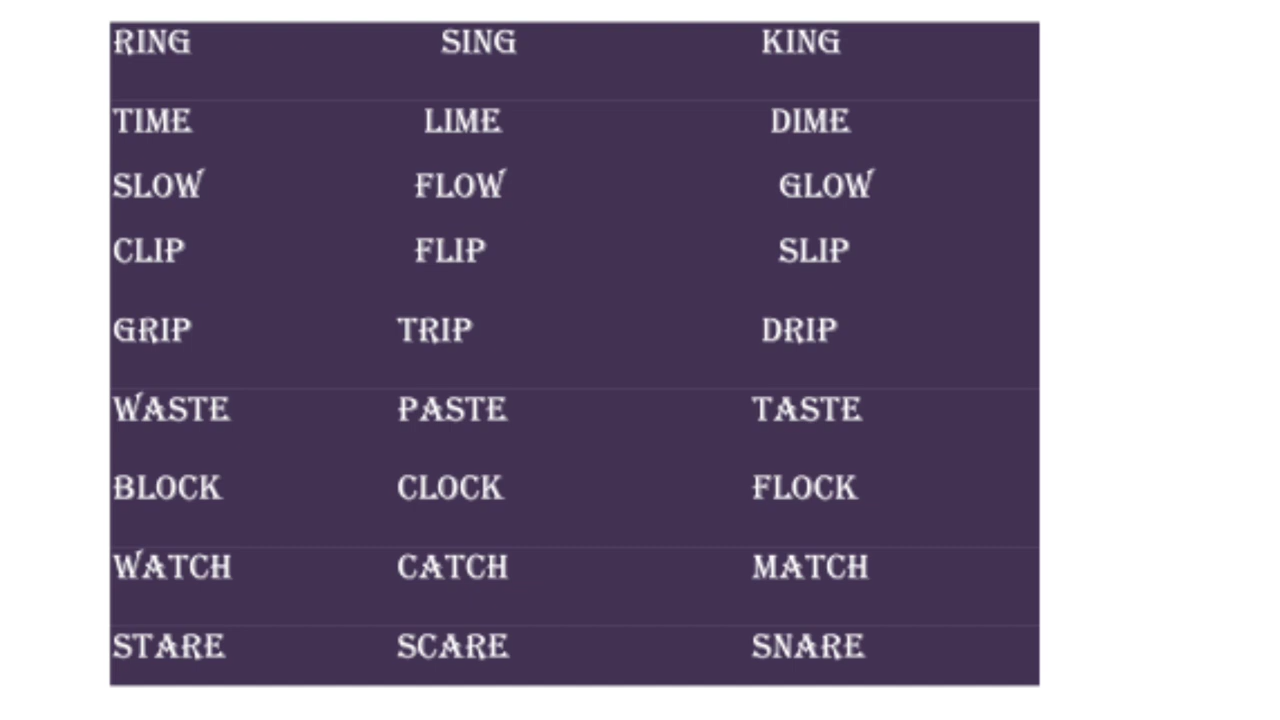 RING SING KING
TIME LIME DIME
SLOW FLOW GLOW
CLIP FLIP SLIP
GRIP TRIP DRIP
WASTE PASTE TASTE
BLOCK CLOCK FLOCK
WATCH CATCH MATCH
STARE SCARE SNARE